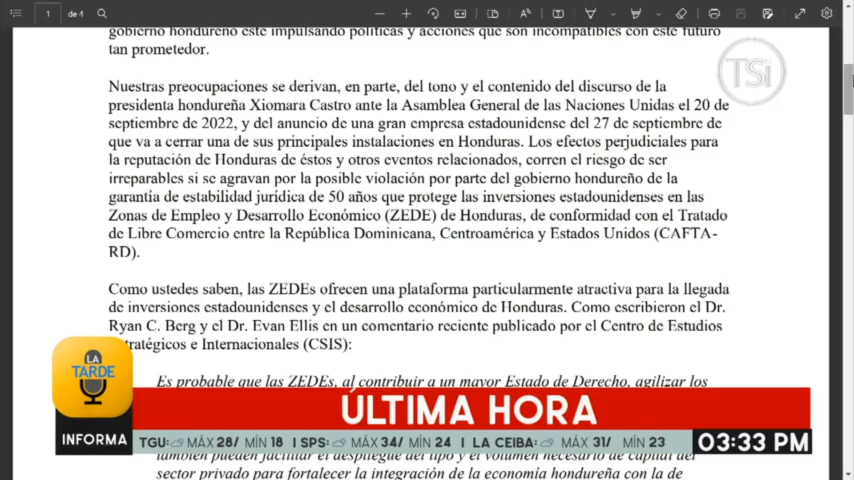 1 de 4
gobierno hondureño esté impulsando políticas y acciones que son incompatibles con este futuro
tan prometedor.
TSi
Nuestras preocupaciones se derivan, en parte, del tono y el contenido del discurso de la
presidenta hondureña Xiomara Castro ante la Asamblea General de las Naciones Unidas el 20 de
septiembre de 2022, y del anuncio de una gran empresa estadounidense del 27 de septiembre de
que va a cerrar una de sus principales instalaciones en Honduras. Los efectos perjudiciales para
la reputación de Honduras de éstos y otros eventos relacionados, corren el riesgo de ser
irreparables si se agravan por la posible violación por parte del gobierno hondureño de la
garantía de estabilidad jurídica de 50 años que protege las inversiones estadounidenses en las
Zonas de Empleo y Desarrollo Económico (ZEDE) de Honduras, de conformidad con el Tratado
de Libre Comercio entre la República Dominicana, Centroamérica y Estados Unidos (CAFTA-
RD).
Como ustedes saben, las ZEDEs ofrecen una plataforma particularmente atractiva para la llegada
de inversiones estadounidenses y el desarrollo económico de Honduras. Como escribieron el Dr.
Ryan C. Berg y el Dr. Evan Ellis en un comentario reciente publicado por el Centro de Estudios
tratégicos e Internacionales (CSIS):
Es probable que las ZEDEs, al contribuir a un mayor Estado de Derecho, agilizar los
LA
TARDE
INFORMA
ÚLTIMA HORA
TGU: MÁX 28/ MÍN 18 I SPS: MÁX 34/ MÍN 24 I LA CEIBA: MÁX 31/ MÍN 23
03:33 PM
también pueden facilitar el despliegue del tipo y el volumen necesario de capital del
sector privado para fortalecer la integración de la economía hondureña con la de